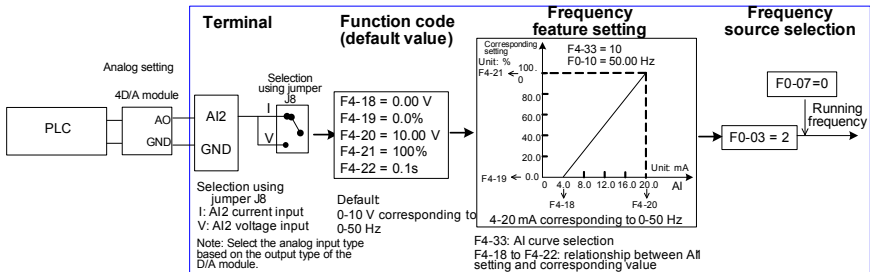 Terminal
Function code
(default value)
Frequency
feature setting
Frequency
source selection
Analog setting
4D/A module
PLC
AO
GND
AI2
GND
Selection
using jumper
J8
I
V
Selection using
jumper J8
I: AI2 current input
V: AI2 voltage input
Note: Select the analog input type
based on the output type of the
D/A module.
F4-18 = 0.00 V
F4-19 = 0.0%
F4-20 = 10.00 V
F4-21 = 100%
F4-22 = 0.1s
Default:
0-10 V corresponding to
0-50 Hz
Corresponding
setting
Unit: %
F4-33 = 10
F0-10 = 50.00 Hz
F4-21
100.
0
80.0
60.0
40.0
20.0
F4-19
0.0
Unit: mA
0 4.0 8.0 12.0 16.0 20.0
AI
F4-18
F4-20
4-20 mA corresponding to 0-50 Hz
F4-33: AI curve selection
F4-18 to F4-22: relationship between AI
setting and corresponding value
F0-07=0
Running
frequency
F0-03 = 2